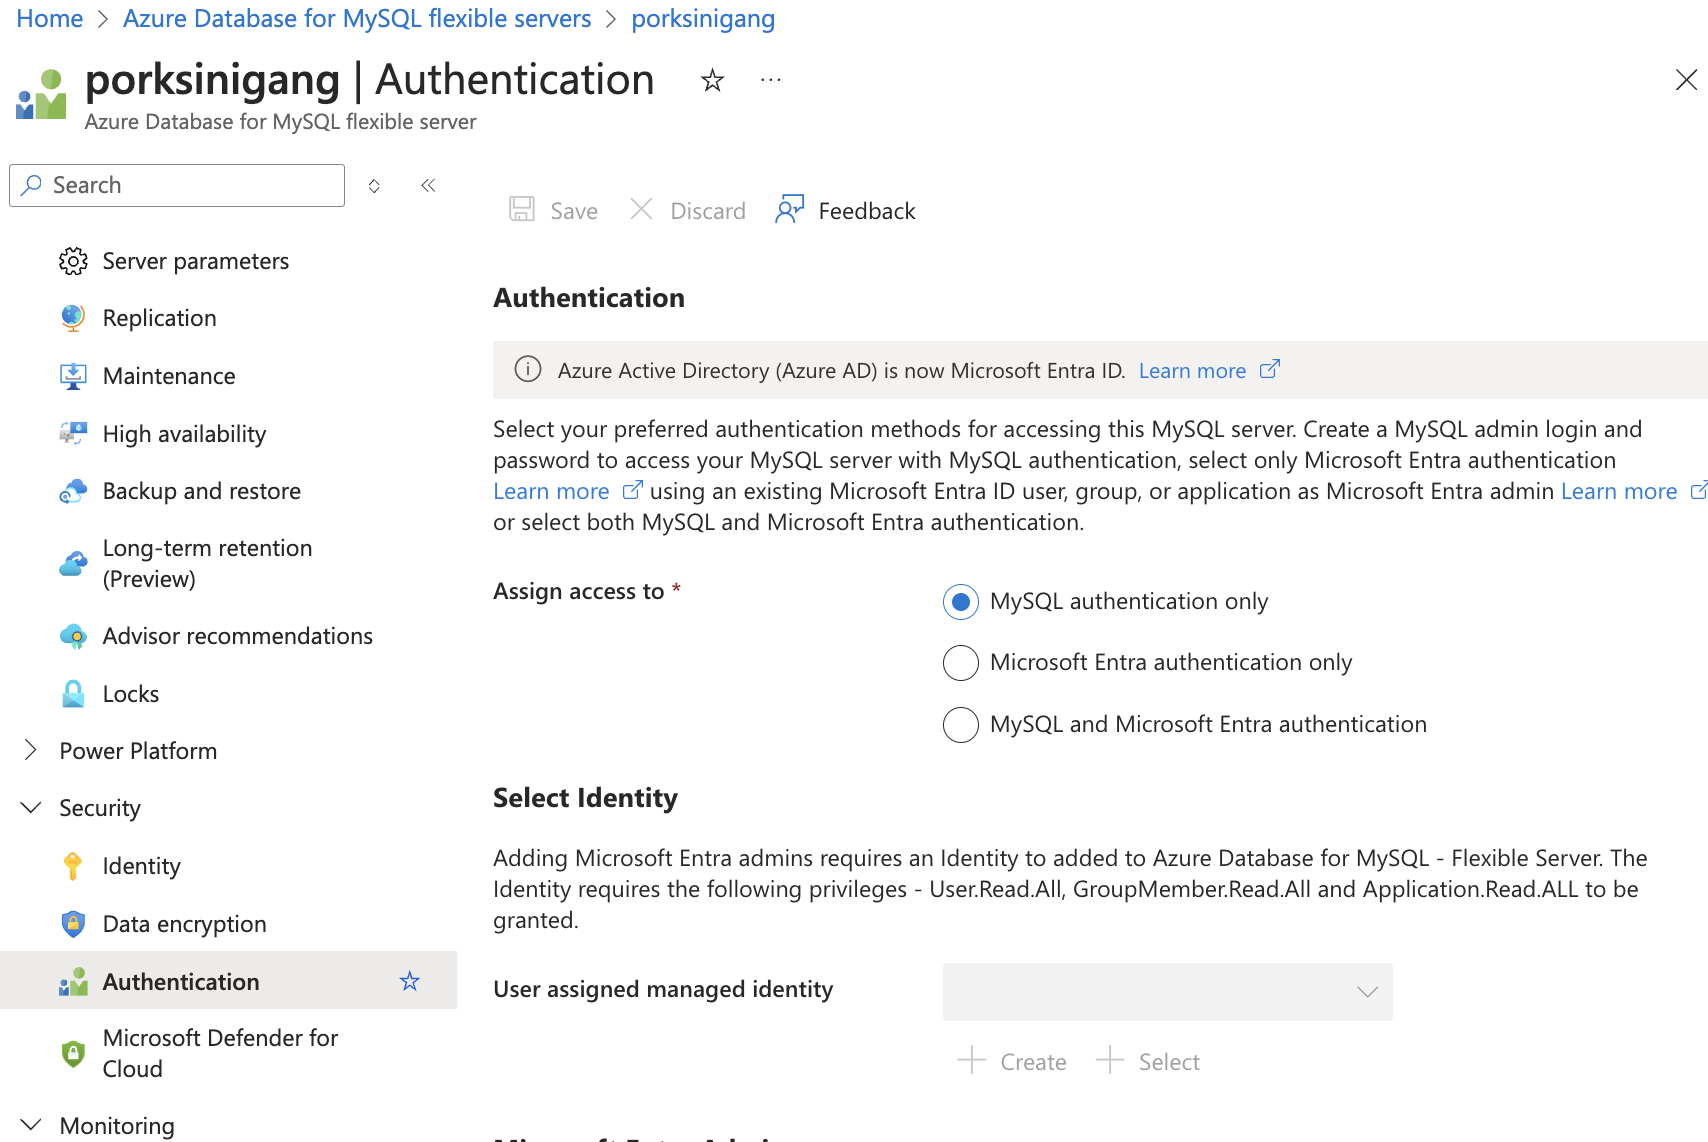 Home > Azure Database for MySQL flexible servers > porksinigang
porksinigang | Authentication
Azure Database for MySQL flexible server
Search
Server parameters
Replication
Maintenance
High availability
Backup and restore
Long-term retention
(Preview)
Advisor recommendations
Locks
Power Platform
Security
Identity
Data encryption
Authentication
Microsoft Defender for
Cloud
Monitoring
Save Discard Feedback
Authentication
Azure Active Directory (Azure AD) is now Microsoft Entra ID. Learn more
Select your preferred authentication methods for accessing this MySQL server. Create a MySQL admin login and
password to access your MySQL server with MySQL authentication, select only Microsoft Entra authentication
Learn more using an existing Microsoft Entra ID user, group, or application as Microsoft Entra admin Learn more
or select both MySQL and Microsoft Entra authentication.
Assign access to *
MySQL authentication only
Microsoft Entra authentication only
MySQL and Microsoft Entra authentication
Select Identity
Adding Microsoft Entra admins requires an Identity to added to Azure Database for MySQL - Flexible Server. The
Identity requires the following privileges - User.Read.All, GroupMember.Read.All and Application.Read.ALL to be
granted.
User assigned managed identity
Create Select